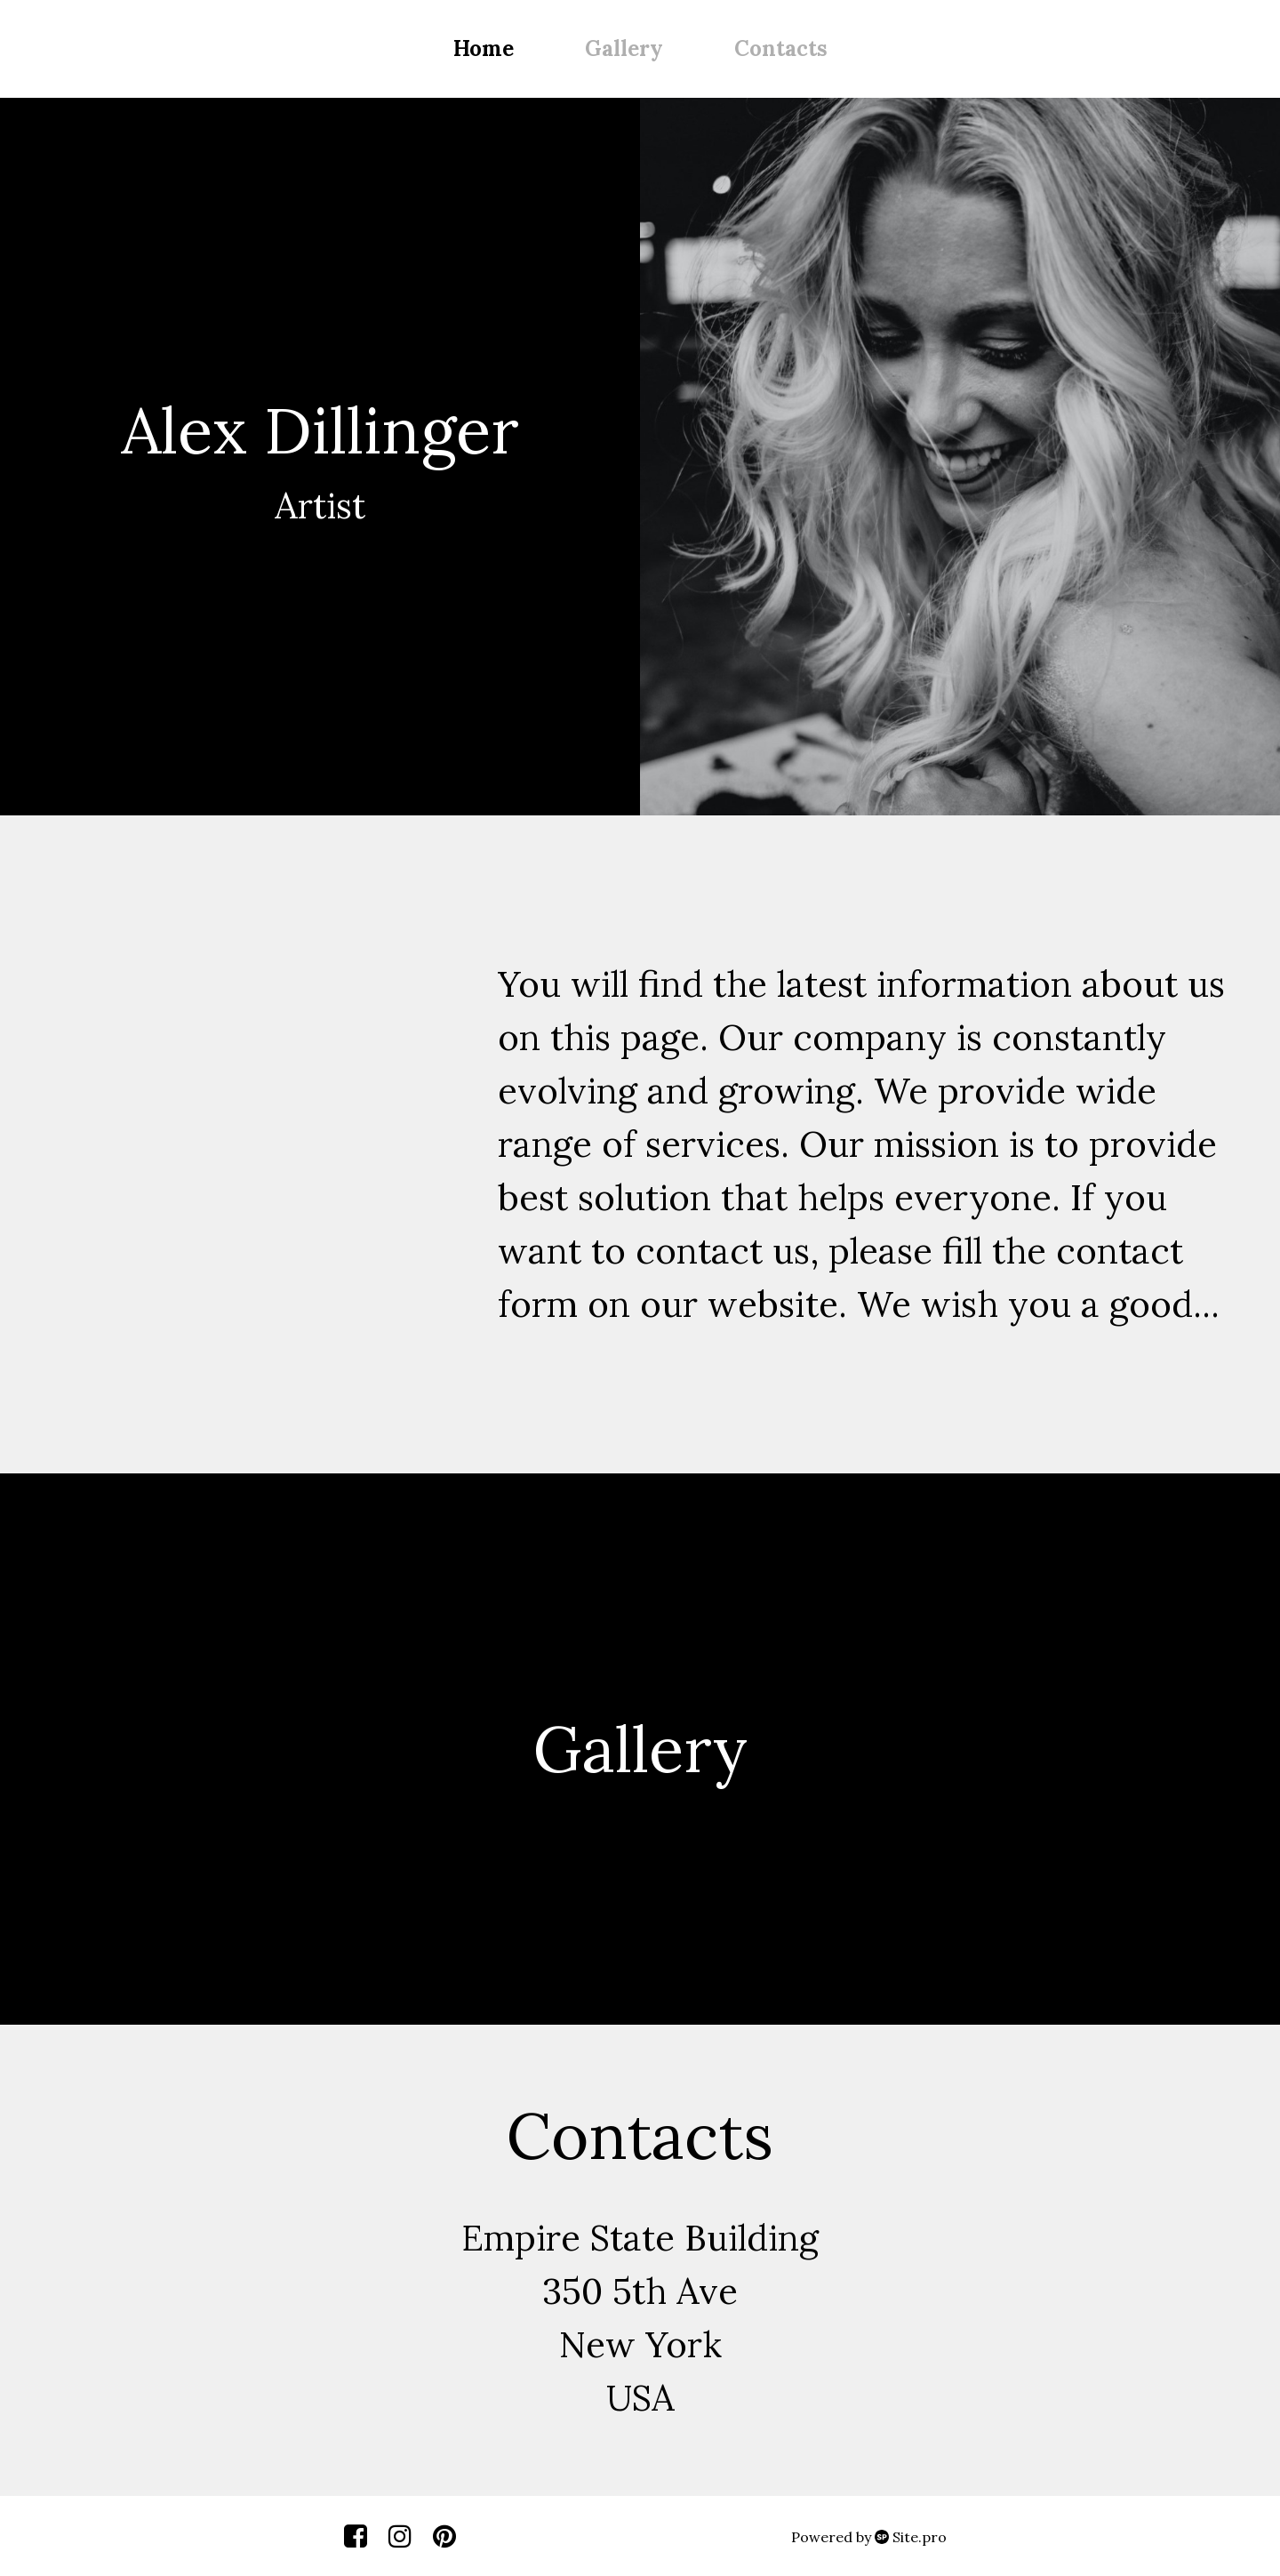 Home Gallery Contacts
Alex Dillinger
Artist
You will find the latest information about us
on this page. Our company is constantly
evolving and growing. We provide wide
range of services. Our mission is to provide
best solution that helps everyone. If you
want to contact us, please fill the contact
form on our website. We wish you a good...
Gallery
Contacts
Empire State Building
350 5th Ave
New York
USA
Powered by SP Site.pro